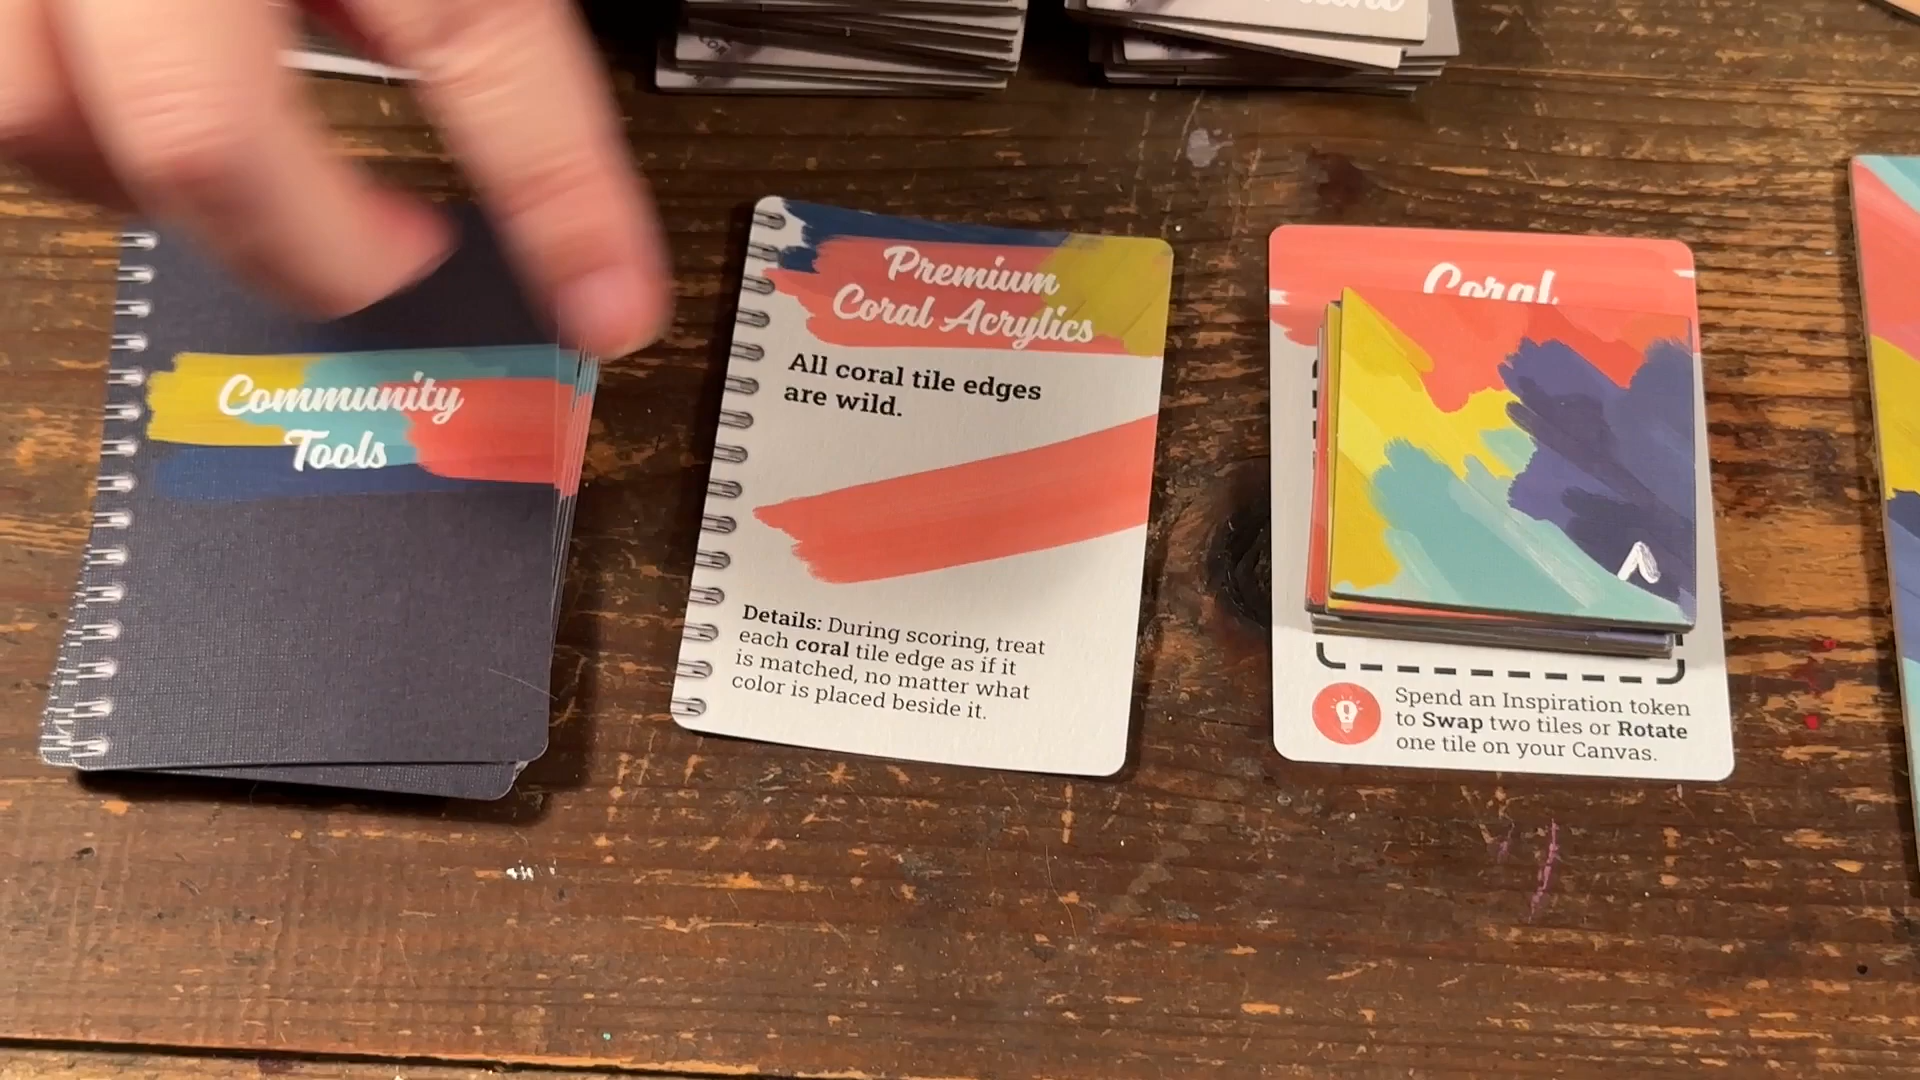 Community
Tools
Premium
Coral Acrylics
All coral tile edges
are wild.
Details: During scoring, treat
each coral tile edge as if it
is matched, no matter what
color is placed beside it.
Coral
Spend an Inspiration token
to Swap two tiles or Rotate
one tile on your Canvas.